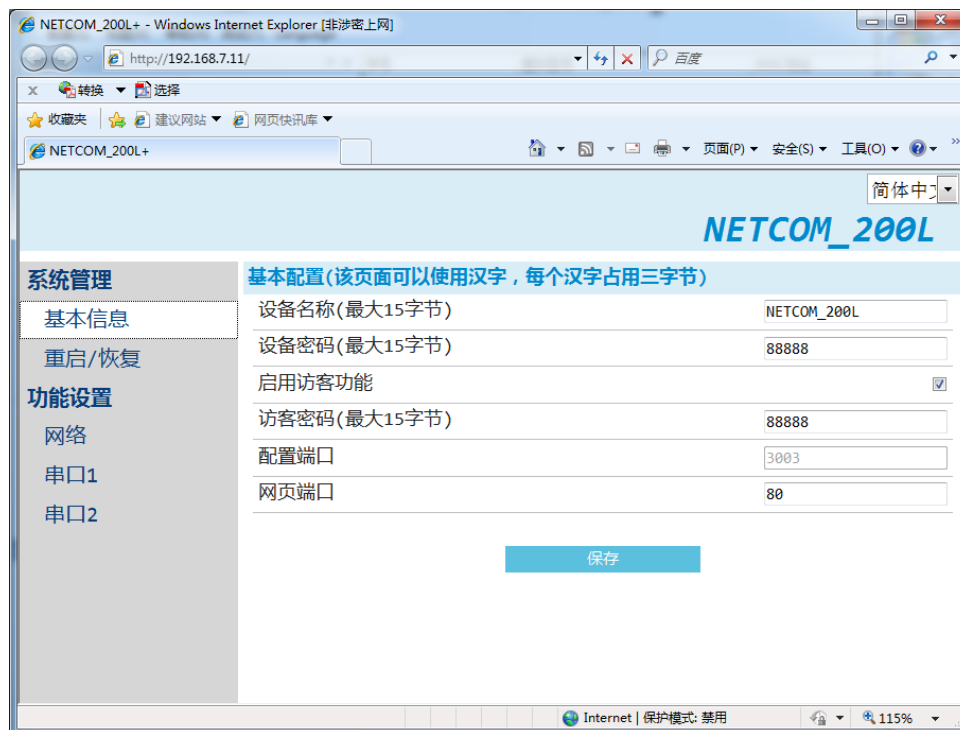 NETCOM_200L+ - Windows Internet Explorer [非涉密上网]
http://192.168.7.11/
百度
x 转换 选择
收藏夹 建议网站 网页快讯库
NETCOM_200L+
页面(P) 安全(S) 工具(O) »
简体中文
NETCOM_200L
系统管理
基本信息
重启/恢复
功能设置
网络
串口1
串口2
基本配置(该页面可以使用汉字，每个汉字占用三字节)
设备名称(最大15字节) NETCOM_200L
设备密码(最大15字节) 88888
启用访客功能
访客密码(最大15字节) 88888
配置端口 3003
网页端口 80
保存
Internet | 保护模式: 禁用
115%